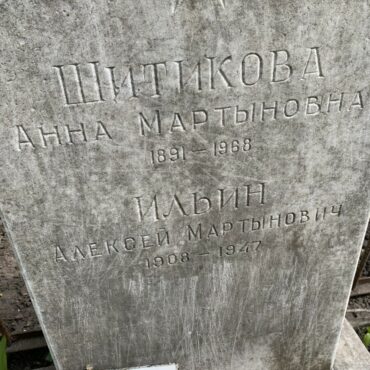 ШИТИКОВА
АННА МАРТЫНОВНА
1891 – 1968
ИЛЬИН
АЛЕКСЕЙ МАРТЫНОВИЧ
1908 – 1947